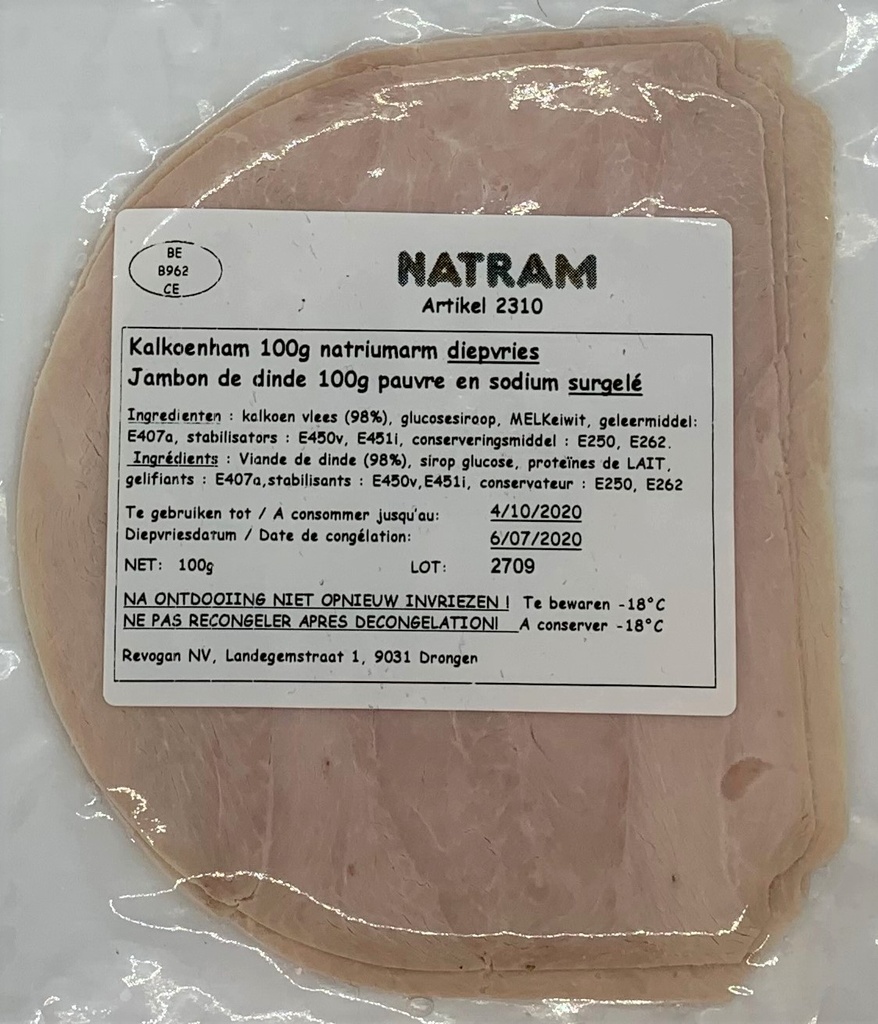 BE
B962
CE
NATRAM
Artikel 2310
Kalkoenham 100g natriumarm diepvries
Jambon de dinde 100g pauvre en sodium surgelé
Ingredienten : kalkoen vlees (98%), glucosesiroop, MELKeiwit, geleermiddel:
E407a, stabilisators : E450v, E451i, conserveringsmiddel : E250, E262.
Ingrédients : Viande de dinde (98%), sirop glucose, proteïnes de LAIT,
gelifiants : E407a,stabilisants : E450v,E451i, conservateur : E250, E262
Te gebruiken tot / A consommer jusqu'au: 4/10/2020
Diepvriesdatum / Date de congélation: 6/07/2020
NET: 100g LOT: 2709
NA ONTDOOIING NIET OPNIEUW INVRIEZEN ! Te bewaren -18°C
NE PAS RECONGELER APRES DECONGELATION! A conserver -18°C
Revogan NV, Landegemstraat 1, 9031 Drongen